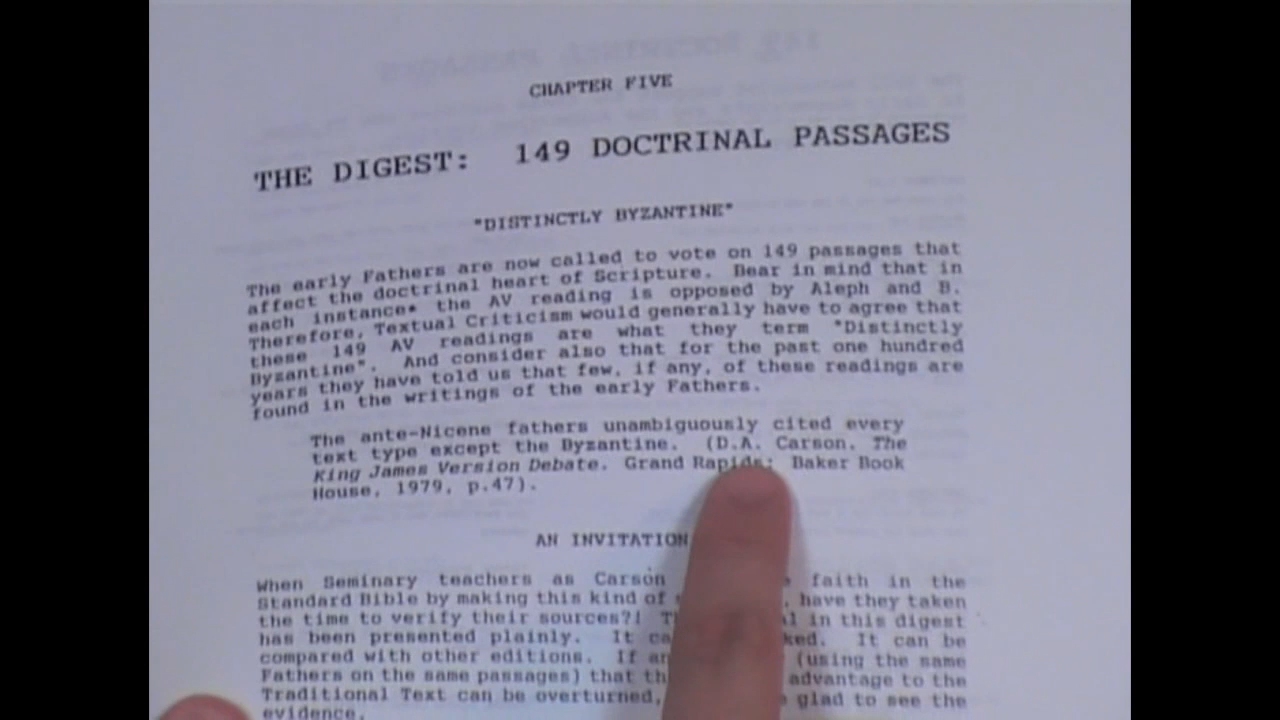 CHAPTER FIVE
THE DIGEST: 149 DOCTRINAL PASSAGES
"DISTINCTLY BYZANTINE"
The early Fathers are now called to vote on 149 passages that
affect the doctrinal heart of Scripture. Bear in mind that in
each instance* the AV reading is opposed by Aleph and B.
Therefore, Textual Criticism would generally have to agree that
these 149 AV readings are what they term "Distinctly
Byzantine". And consider also that for the past one hundred
years they have told us that few, if any, of these readings are
found in the writings of the early Fathers.
The ante-Nicene fathers unambiguously cited every
text type except the Byzantine. (D.A. Carson. The
King James Version Debate. Grand Rapids: Baker Book
House, 1979, p.47).
AN INVITATION
When Seminary teachers as Carson faith in the
Standard Bible by making this kind of , have they taken
the time to verify their sources?! in this digest
has been presented plainly. It It can be
compared with other editions. If (using the same
Fathers on the same passages) that advantage to the
Traditional Text can be overturned, glad to see the
evidence.